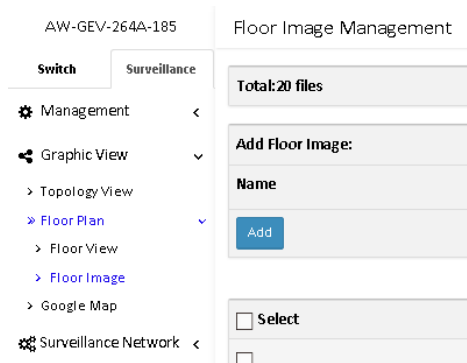 AW-GEV-264A-185
Floor Image Management
Switch
Surveillance
Total:20 files
Management
Graphic View
Add Floor Image:
Topology View
Name
Floor Plan
Add
Floor View
Floor Image
Google Map
Select
Surveillance Network